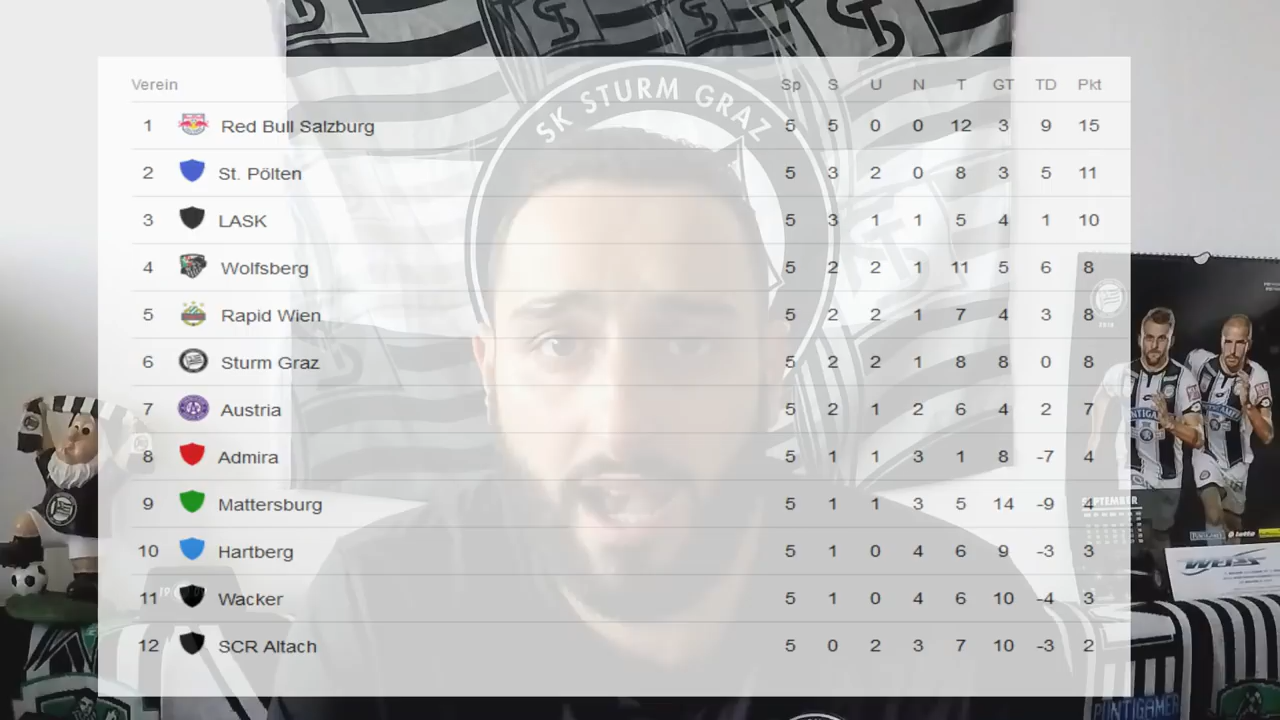 SK STURM GRAZ
Verein Sp S U N T GT TD Pkt
1 Red Bull Salzburg 5 5 0 0 12 3 9 15
2 St. Pölten 5 3 2 0 8 3 5 11
3 LASK 5 3 1 1 5 4 1 10
4 Wolfsberg 5 2 2 1 11 5 6 8
5 Rapid Wien 5 2 2 1 7 4 3 8
6 Sturm Graz 5 2 2 1 8 8 0 8
7 Austria 5 2 1 2 6 4 2 7
8 Admira 5 1 1 3 1 8 -7 4
9 Mattersburg 5 1 1 3 5 14 -9 4
10 Hartberg 5 1 0 4 6 9 -3 3
11 Wacker 5 1 0 4 6 10 -4 3
12 SCR Altach 5 0 2 3 7 10 -3 2
SEPTEMBER
WASS
PUNTIGAMER